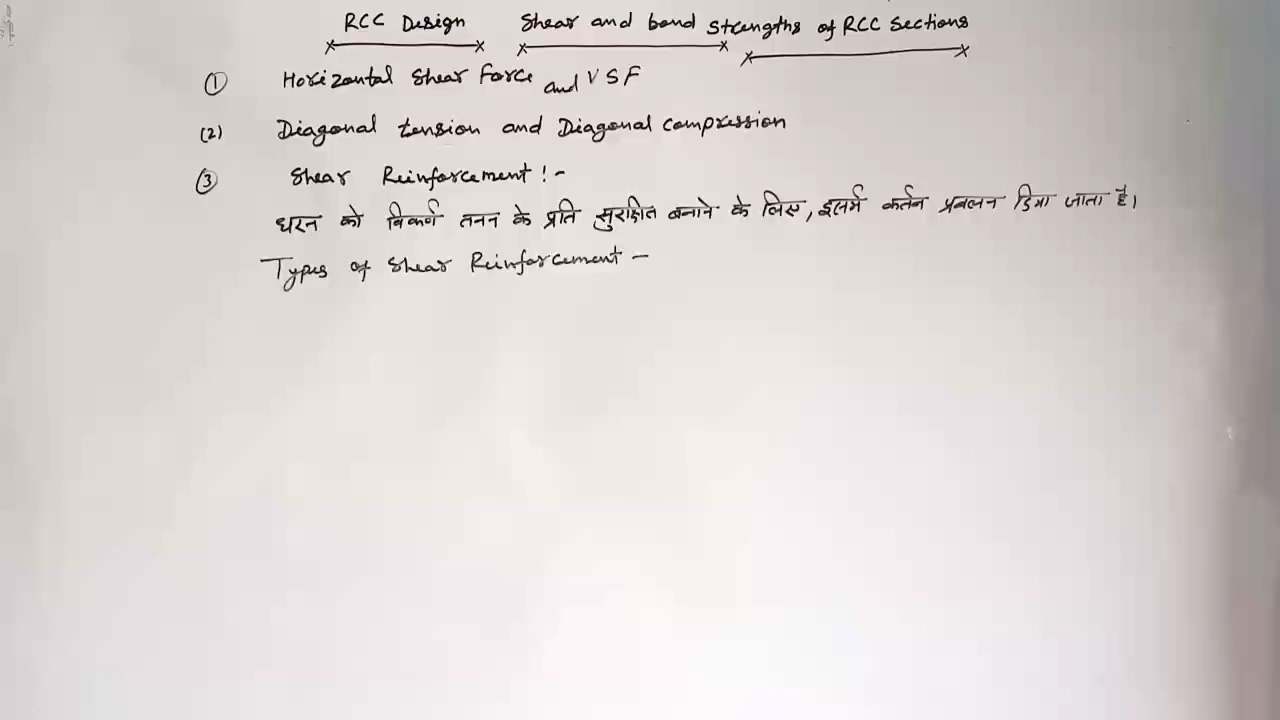 RCC Design Shear and bond Strengths of RCC Sections
① Horizontal Shear Force and V S F
(2) Diagonal tension and Diagonal compression
③ Shear Reinforcement : -
धरन को विकर्ण तनन के प्रति सुरक्षित बनाने के लिए, इसमें कर्तन प्रबलन दिया जाता है।
Types of Shear Reinforcement -